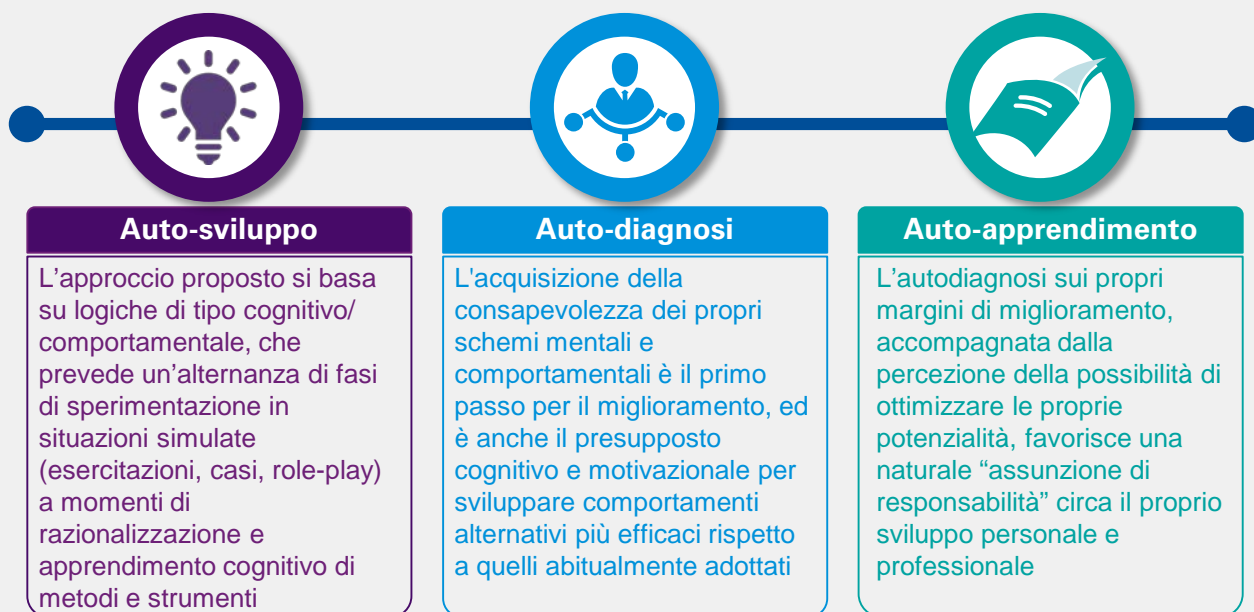 Auto-sviluppo
L’approccio proposto si basa
su logiche di tipo cognitivo/
comportamentale, che
prevede un’alternanza di fasi
di sperimentazione in
situazioni simulate
(esercitazioni, casi, role-play)
a momenti di
razionalizzazione e
apprendimento cognitivo di
metodi e strumenti
Auto-diagnosi
L'acquisizione della
consapevolezza dei propri
schemi mentali e
comportamentali è il primo
passo per il miglioramento, ed
è anche il presupposto
cognitivo e motivazionale per
sviluppare comportamenti
alternativi più efficaci rispetto
a quelli abitualmente adottati
Auto-apprendimento
L’autodiagnosi sui propri
margini di miglioramento,
accompagnata dalla
percezione della possibilità di
ottimizzare le proprie
potenzialità, favorisce una
naturale “assunzione di
responsabilità” circa il proprio
sviluppo personale e
professionale